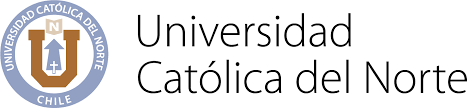 UNIVERSIDAD CATÓLICA DEL NORTE
N
U
CHILE
Universidad
Católica del Norte